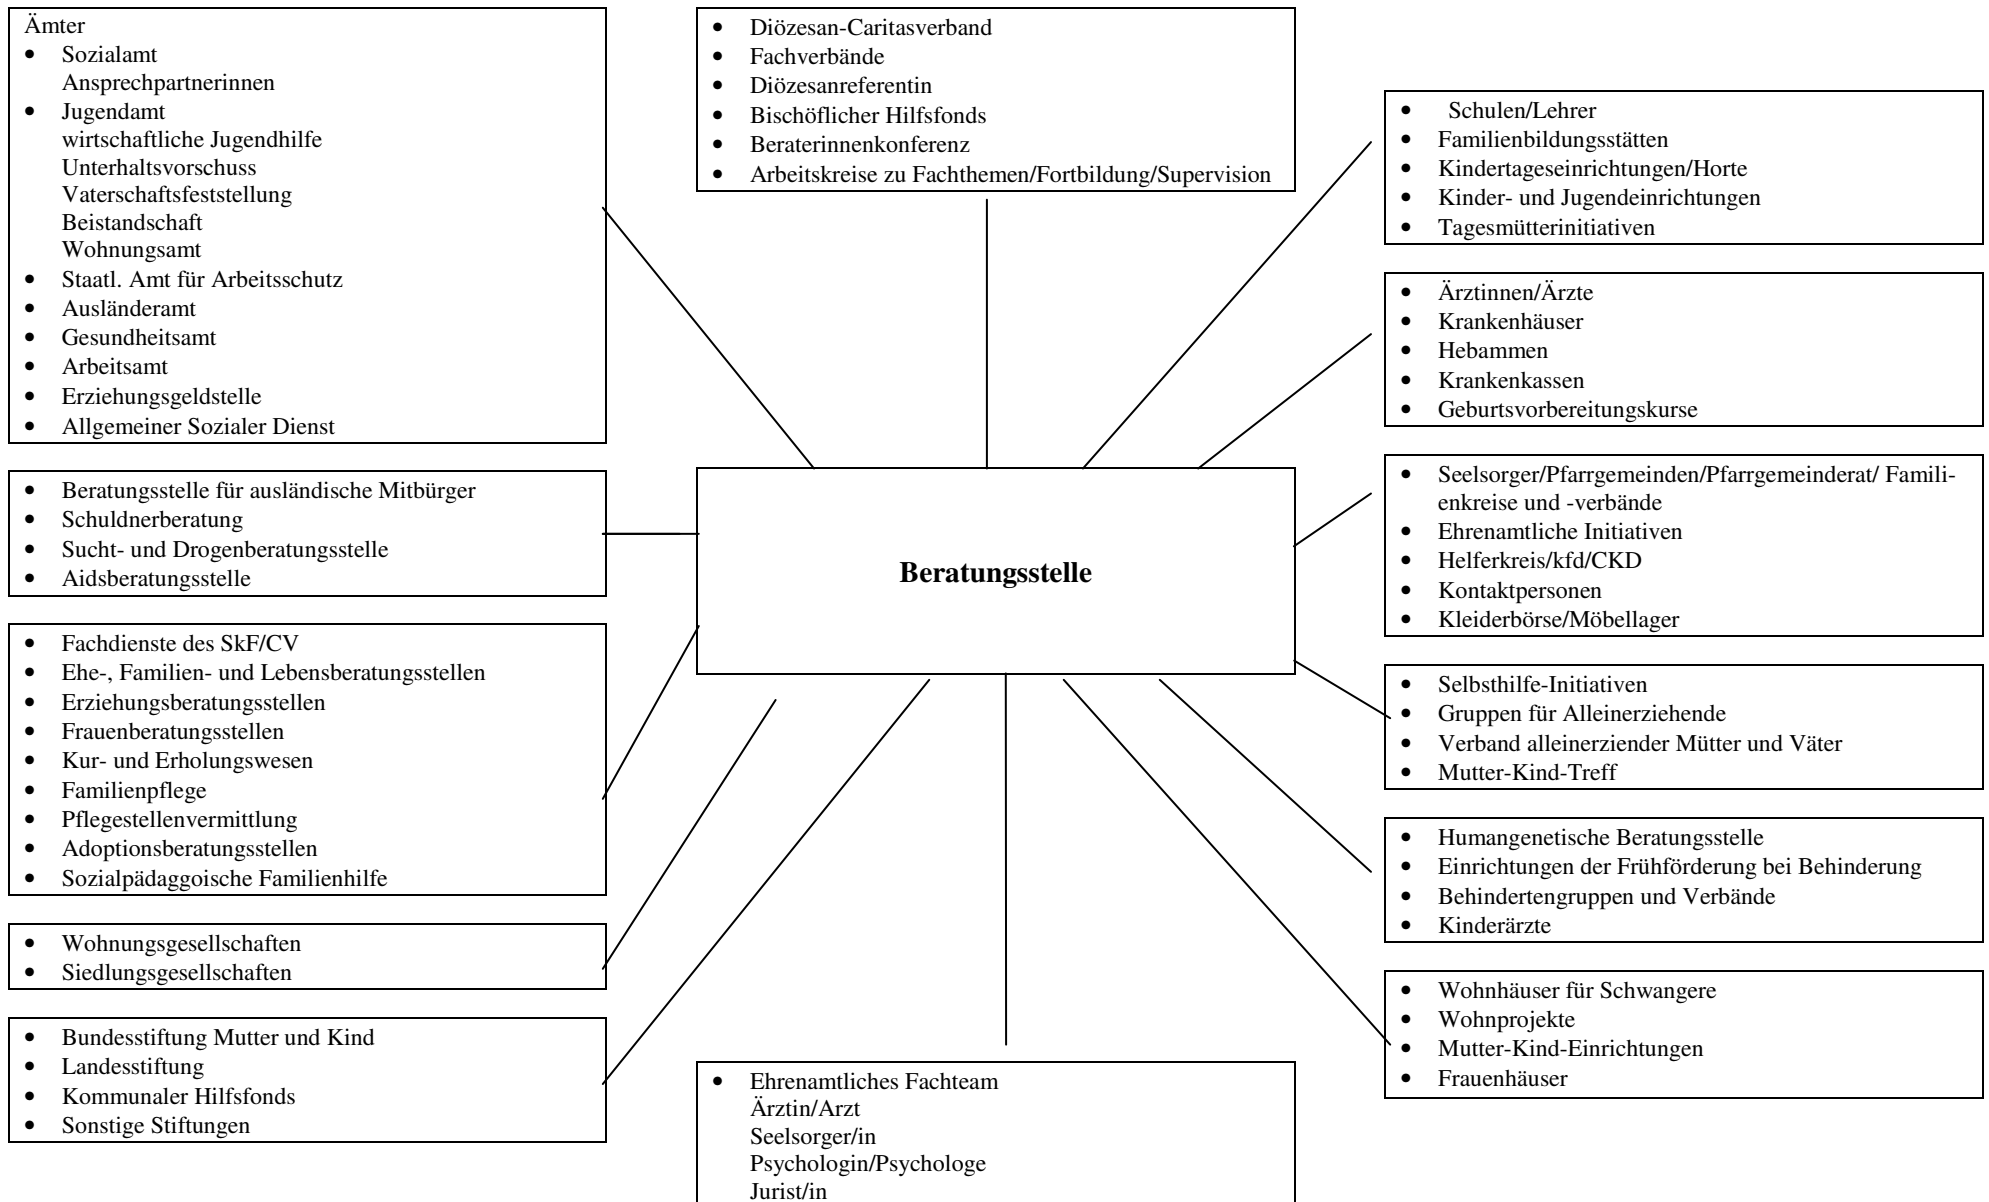 Ämter
• Sozialamt
Ansprechpartnerinnen
• Jugendamt
wirtschaftliche Jugendhilfe
Unterhaltsvorschuss
Vaterschaftsfeststellung
Beistandschaft
Wohnungsamt
• Staatl. Amt für Arbeitsschutz
• Ausländeramt
• Gesundheitsamt
• Arbeitsamt
• Erziehungsgeldstelle
• Allgemeiner Sozialer Dienst
• Beratungsstelle für ausländische Mitbürger
• Schuldnerberatung
• Sucht- und Drogenberatungsstelle
• Aidsberatungsstelle
• Fachdienste des SkF/CV
• Ehe-, Familien- und Lebensberatungsstellen
• Erziehungsberatungsstellen
• Frauenberatungsstellen
• Kur- und Erholungswesen
• Familienpflege
• Pflegestellenvermittlung
• Adoptionsberatungsstellen
• Sozialpädaggoische Familienhilfe
• Wohnungsgesellschaften
• Siedlungsgesellschaften
• Bundesstiftung Mutter und Kind
• Landesstiftung
• Kommunaler Hilfsfonds
• Sonstige Stiftungen
• Diözesan-Caritasverband
• Fachverbände
• Diözesanreferentin
• Bischöflicher Hilfsfonds
• Beraterinnenkonferenz
• Arbeitskreise zu Fachthemen/Fortbildung/Supervision
Beratungsstelle
• Ehrenamtliches Fachteam
Ärztin/Arzt
Seelsorger/in
Psychologin/Psychologe
Jurist/in
• Schulen/Lehrer
• Familienbildungsstätten
• Kindertageseinrichtungen/Horte
• Kinder- und Jugendeinrichtungen
• Tagesmütterinitiativen
• Ärztinnen/Ärzte
• Krankenhäuser
• Hebammen
• Krankenkassen
• Geburtsvorbereitungskurse
• Seelsorger/Pfarrgemeinden/Pfarrgemeinderat/ Famili-
enkreise und -verbände
• Ehrenamtliche Initiativen
• Helferkreis/kfd/CKD
• Kontaktpersonen
• Kleiderbörse/Möbellager
• Selbsthilfe-Initiativen
• Gruppen für Alleinerziehende
• Verband alleinerziender Mütter und Väter
• Mutter-Kind-Treff
• Humangenetische Beratungsstelle
• Einrichtungen der Frühförderung bei Behinderung
• Behindertengruppen und Verbände
• Kinderärzte
• Wohnhäuser für Schwangere
• Wohnprojekte
• Mutter-Kind-Einrichtungen
• Frauenhäuser